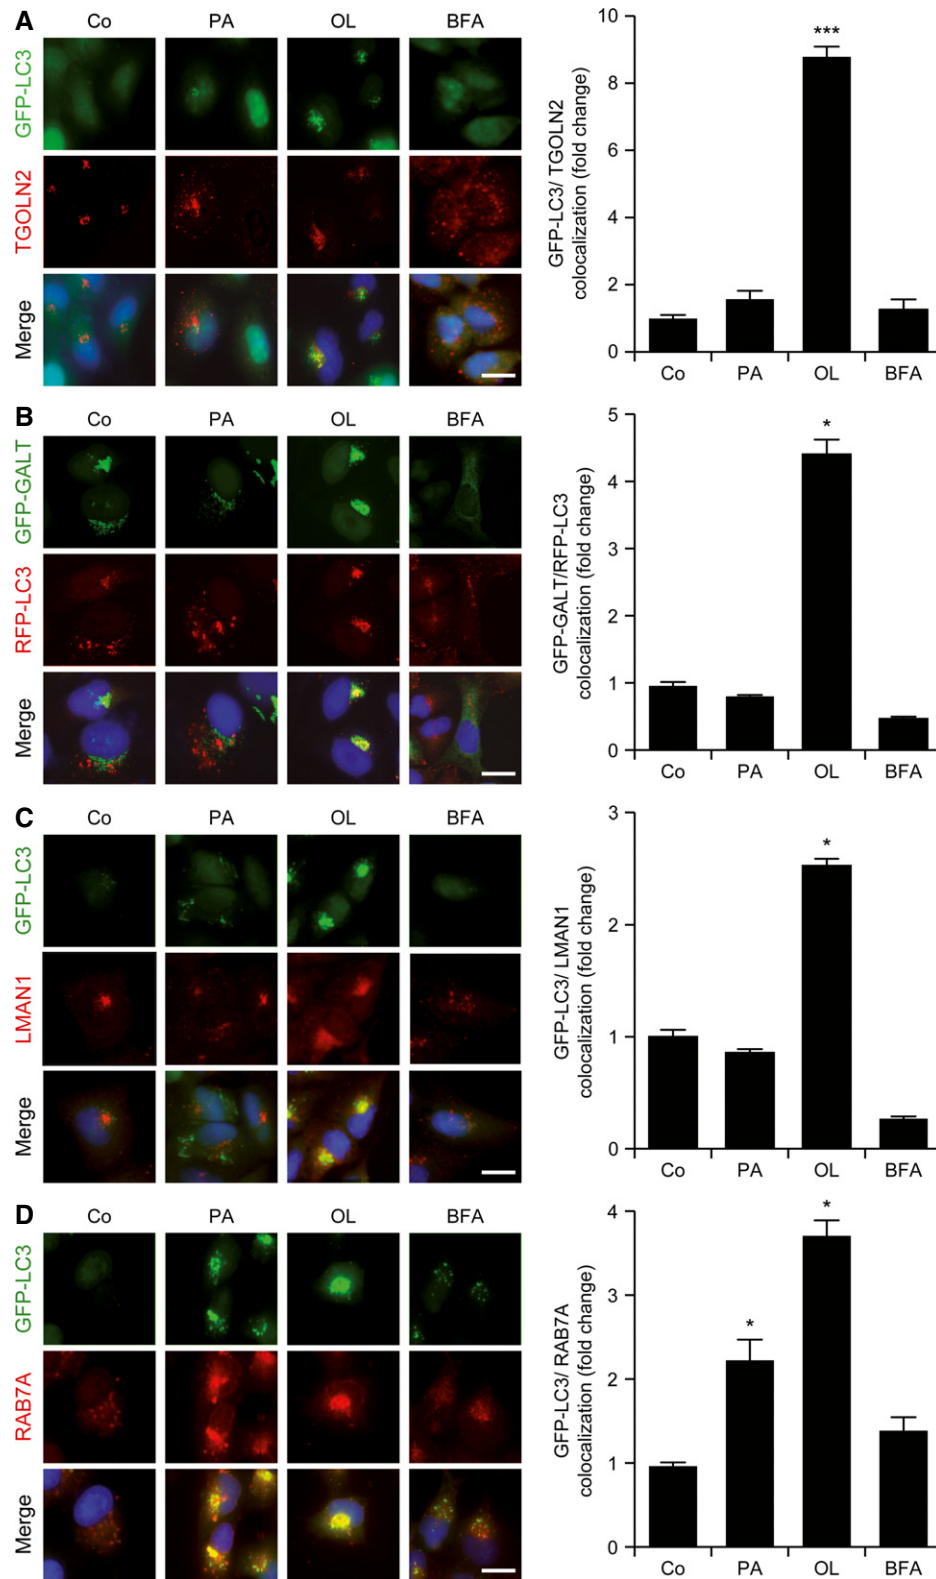 A
Co PA OL BFA
GFP-LC3
TGOLN2
Merge
GFP-LC3/ TGOLN2
colocalization (fold change)
10
8
6
4
2
0
***
Co PA OL BFA
B
Co PA OL BFA
GFP-GALT
RFP-LC3
Merge
GFP-GALT/RFP-LC3
colocalization (fold change)
5
4
3
2
1
0
*
Co PA OL BFA
C
Co PA OL BFA
GFP-LC3
LMAN1
Merge
GFP-LC3/ LMAN1
colocalization (fold change)
3
2
1
0
*
Co PA OL BFA
D
Co PA OL BFA
GFP-LC3
RAB7A
Merge
GFP-LC3/ RAB7A
colocalization (fold change)
4
3
2
1
0
* *
Co PA OL BFA